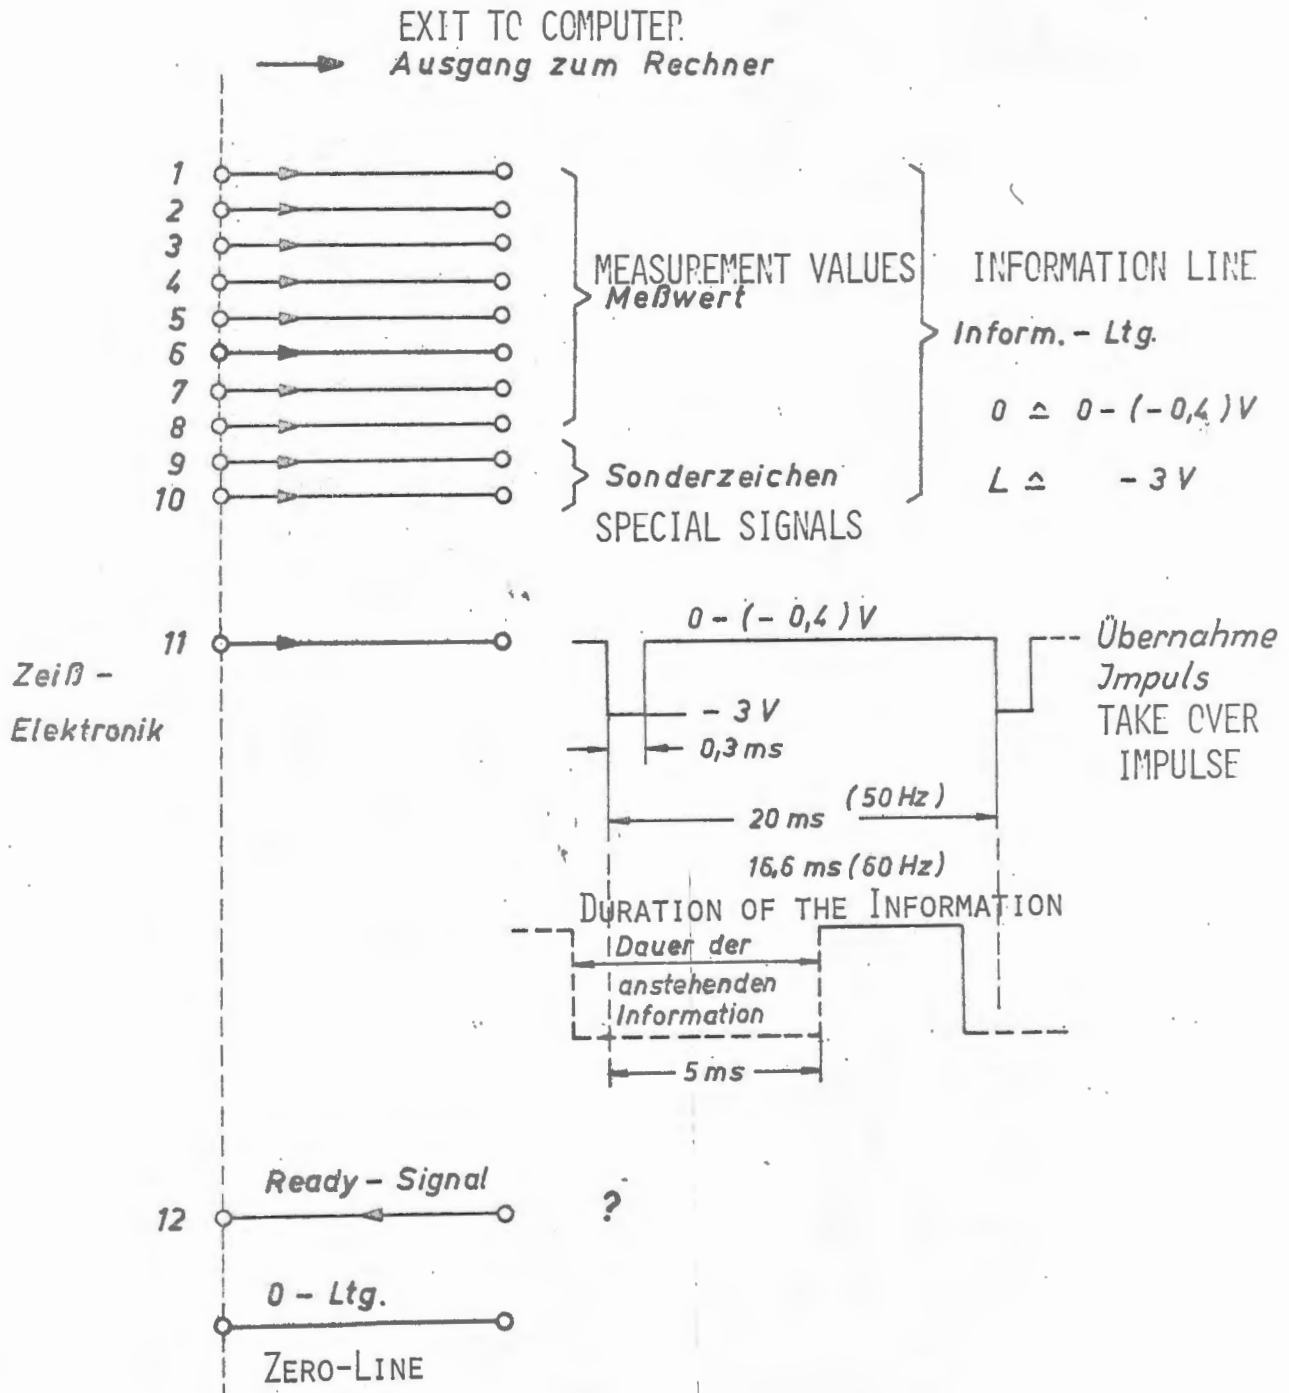 EXIT TO COMPUTER
Ausgang zum Rechner
1
2
3
4
5
6
7
8
9
10
MEASUREMENT VALUES
Meßwert
INFORMATION LINE
Inform. - Ltg.
0 ≙ 0 - (- 0,4) V
L ≙ - 3 V
Sonderzeichen
SPECIAL SIGNALS
11
Zeiß -
Elektronik
0 - (- 0,4) V
- 3 V
0,3 ms
Übernahme
Impuls
TAKE OVER
IMPULSE
20 ms (50 Hz)
16,6 ms (60 Hz)
DURATION OF THE INFORMATION
Dauer der
anstehenden
Information
5 ms
Ready - Signal
12
?
0 - Ltg.
ZERO-LINE